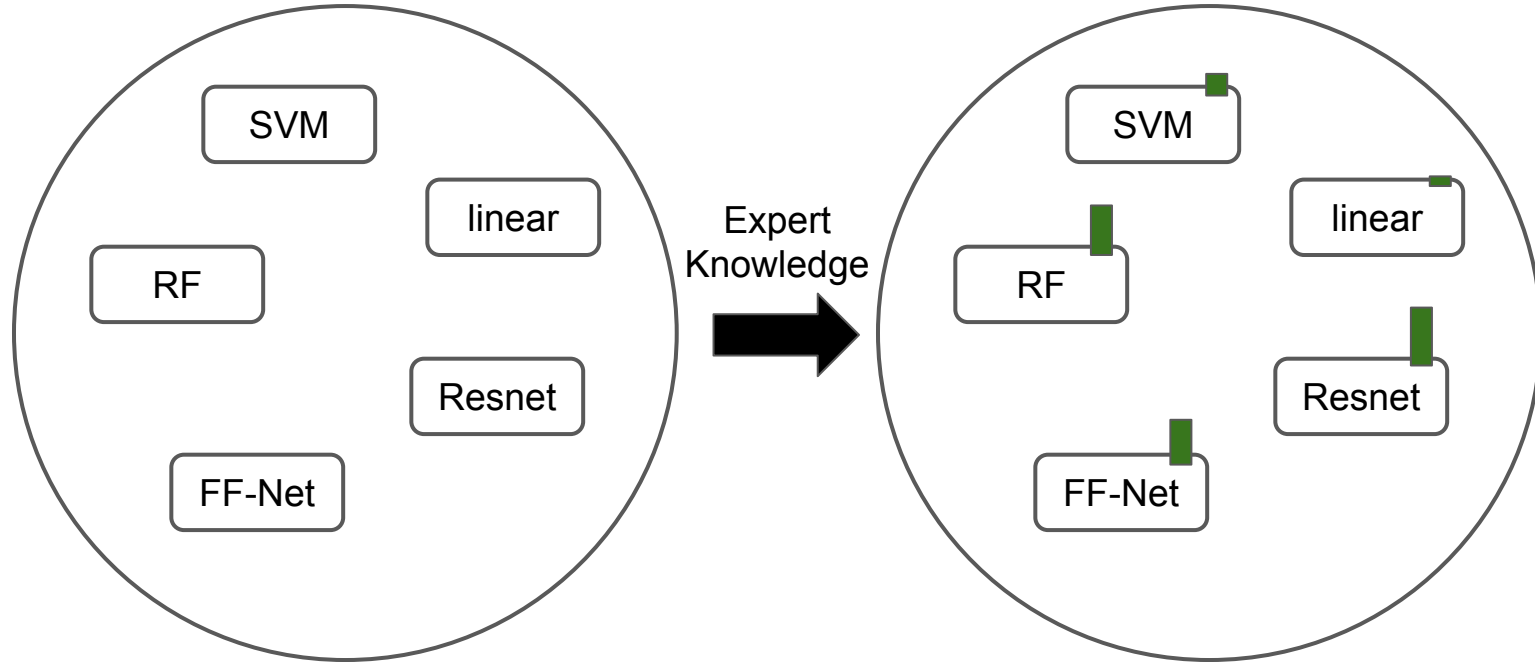 SVM
linear
RF
Resnet
FF-Net
Expert
Knowledge
SVM
linear
RF
Resnet
FF-Net